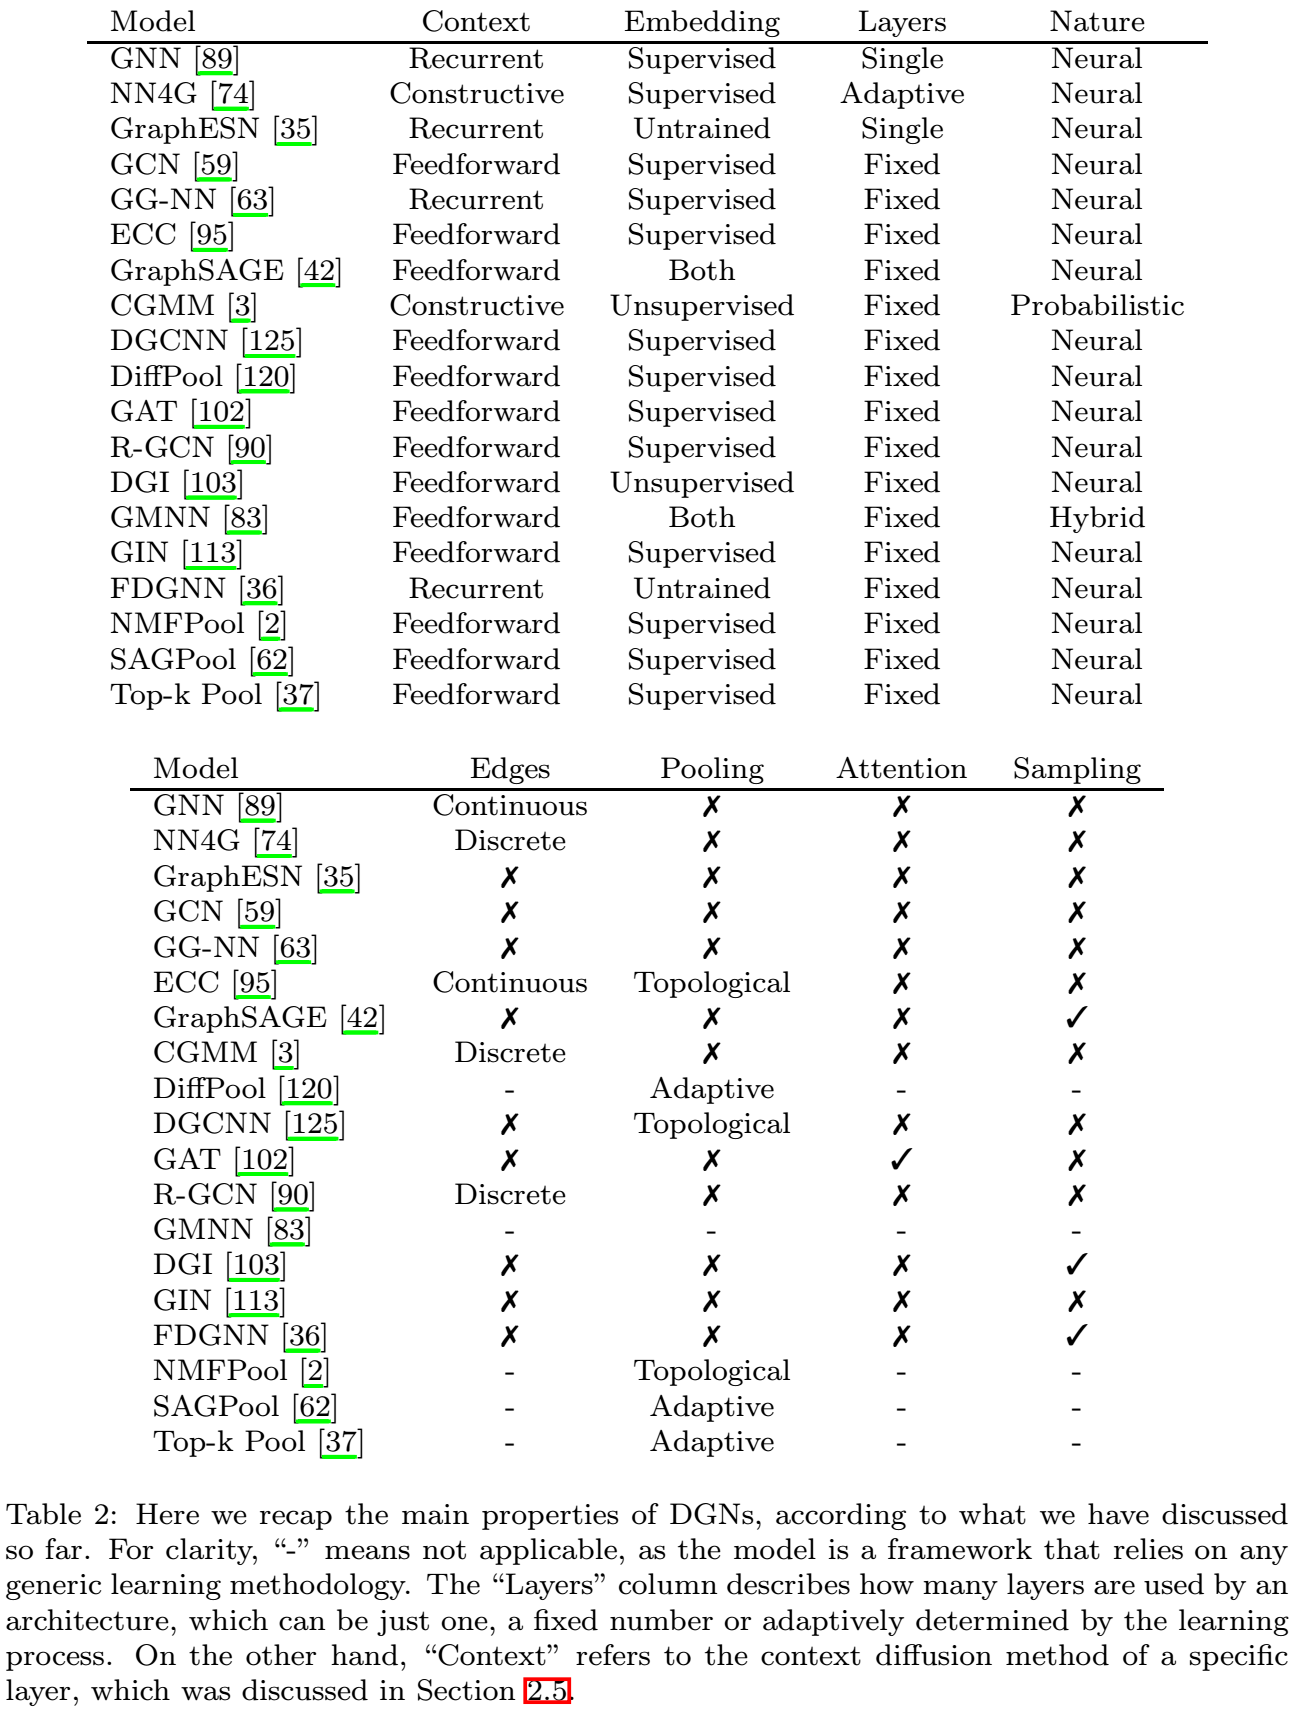 Model Context Embedding Layers Nature
GNN [89] Recurrent Supervised Single Neural
NN4G [74] Constructive Supervised Adaptive Neural
GraphESN [35] Recurrent Untrained Single Neural
GCN [59] Feedforward Supervised Fixed Neural
GG-NN [63] Recurrent Supervised Fixed Neural
ECC [95] Feedforward Supervised Fixed Neural
GraphSAGE [42] Feedforward Both Fixed Neural
CGMM [3] Constructive Unsupervised Fixed Probabilistic
DGCNN [125] Feedforward Supervised Fixed Neural
DiffPool [120] Feedforward Supervised Fixed Neural
GAT [102] Feedforward Supervised Fixed Neural
R-GCN [90] Feedforward Supervised Fixed Neural
DGI [103] Feedforward Unsupervised Fixed Neural
GMNN [83] Feedforward Both Fixed Hybrid
GIN [113] Feedforward Supervised Fixed Neural
FDGNN [36] Recurrent Untrained Fixed Neural
NMFPool [2] Feedforward Supervised Fixed Neural
SAGPool [62] Feedforward Supervised Fixed Neural
Top-k Pool [37] Feedforward Supervised Fixed Neural
Model Edges Pooling Attention Sampling
GNN [89] Continuous ✗ ✗ ✗
NN4G [74] Discrete ✗ ✗ ✗
GraphESN [35] ✗ ✗ ✗ ✗
GCN [59] ✗ ✗ ✗ ✗
GG-NN [63] ✗ ✗ ✗ ✗
ECC [95] Continuous Topological ✗ ✗
GraphSAGE [42] ✗ ✗ ✗ ✓
CGMM [3] Discrete ✗ ✗ ✗
DiffPool [120] - Adaptive - -
DGCNN [125] ✗ Topological ✗ ✗
GAT [102] ✗ ✗ ✓ ✗
R-GCN [90] Discrete ✗ ✗ ✗
GMNN [83] - - - -
DGI [103] ✗ ✗ ✗ ✓
GIN [113] ✗ ✗ ✗ ✗
FDGNN [36] ✗ ✗ ✗ ✓
NMFPool [2] - Topological - -
SAGPool [62] - Adaptive - -
Top-k Pool [37] - Adaptive - -
Table 2: Here we recap the main properties of DGNs, according to what we have discussed
so far. For clarity, “-” means not applicable, as the model is a framework that relies on any
generic learning methodology. The “Layers” column describes how many layers are used by an
architecture, which can be just one, a fixed number or adaptively determined by the learning
process. On the other hand, “Context” refers to the context diffusion method of a specific
layer, which was discussed in Section 2.5.